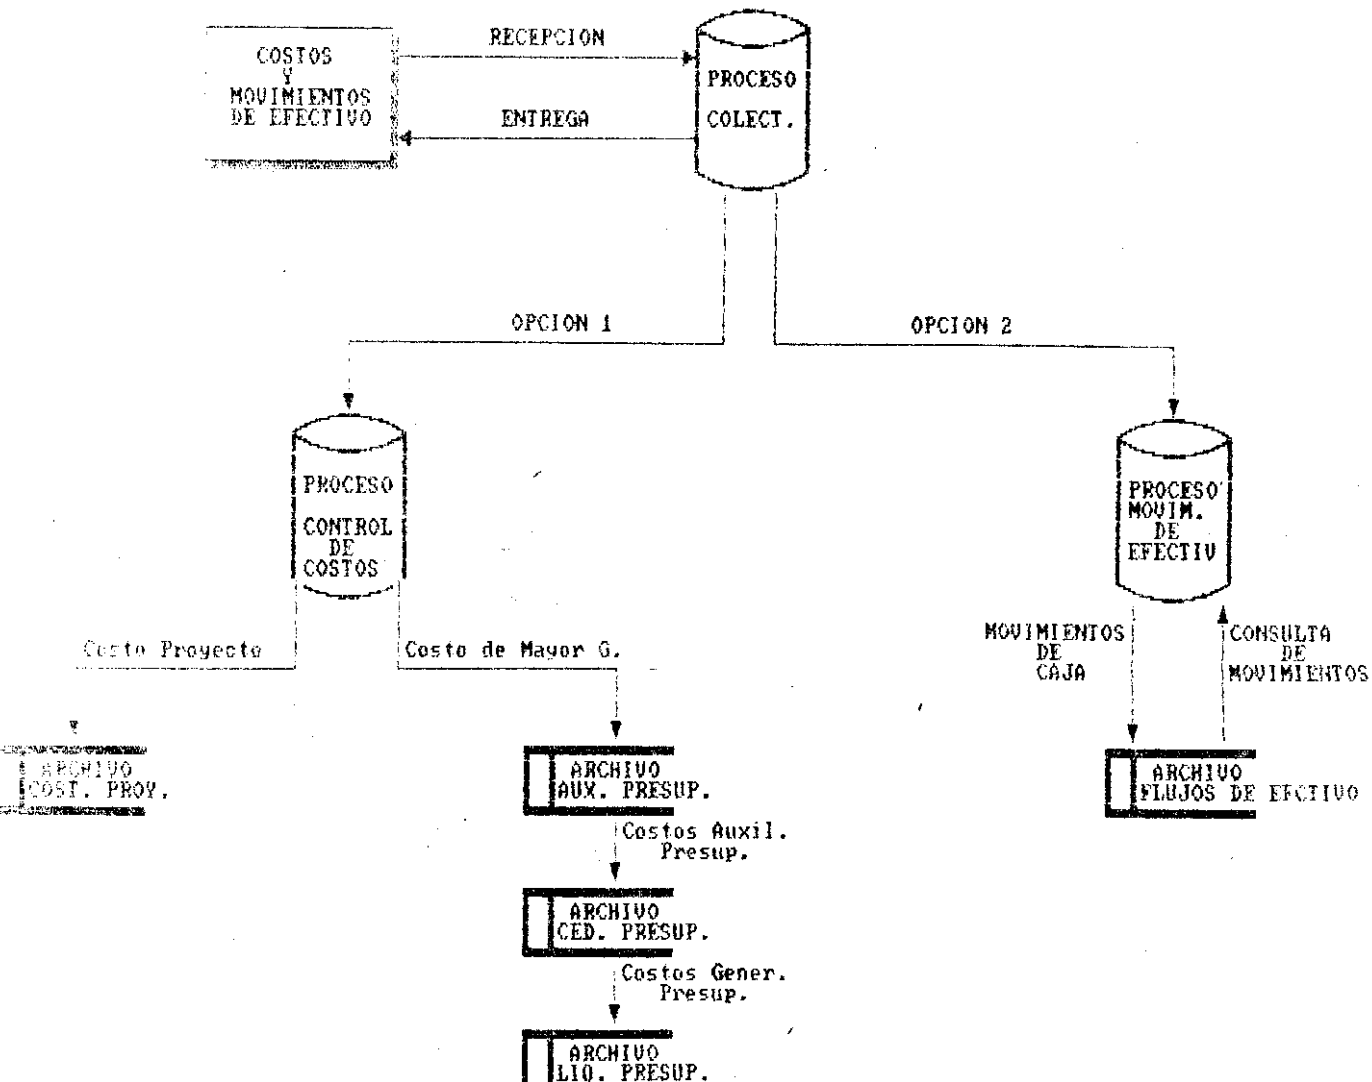 COSTOS
Y
MOVIMIENTOS
DE EFECTIVO
RECEPCION
ENTREGA
PROCESO
COLECT.
OPCION 1
OPCION 2
PROCESO
CONTROL
DE
COSTOS
PROCESO
MOVIM.
DE
EFECTIV
Costo Proyecto
Costo de Mayor G.
MOVIMIENTOS
DE
CAJA
CONSULTA
DE
MOVIMIENTOS
ARCHIVO
COST. PROY.
ARCHIVO
AUX. PRESUP.
ARCHIVO
FLUJOS DE EFCTIVO
Costos Auxil.
Presup.
ARCHIVO
CED. PRESUP.
Costos Gener.
Presup.
ARCHIVO
LIQ. PRESUP.